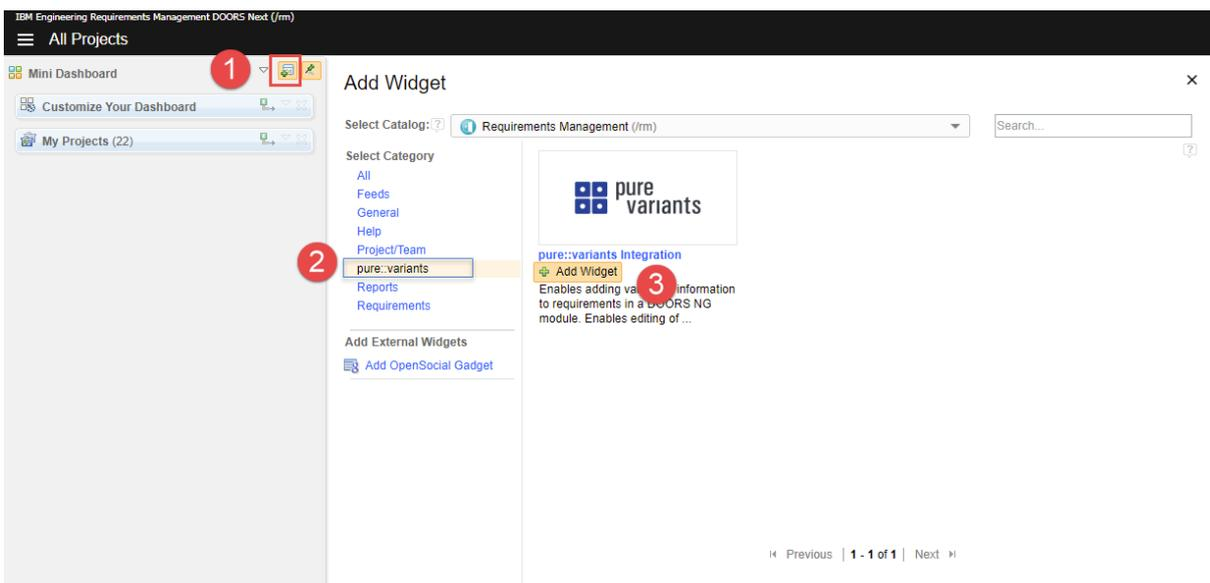 IBM Engineering Requirements Management DOORS Next (/rm)
All Projects
Mini Dashboard
1
Customize Your Dashboard
My Projects (22)
Add Widget
Select Catalog:
?
Requirements Management (/rm)
Search...
?
Select Category
All
Feeds
General
Help
Project/Team
2
pure::variants
Reports
Requirements
Add External Widgets
Add OpenSocial Gadget
pure
variants
pure::variants Integration
Add Widget
3
Enables adding information
to requirements in a DOORS NG
module. Enables editing of ...
Previous | 1 - 1 of 1 | Next